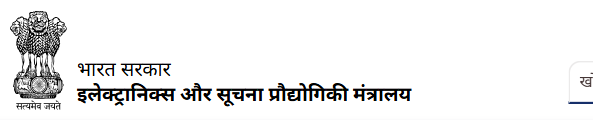 भारत सरकार
इलेक्ट्रानिक्स और सूचना प्रौद्योगिकी मंत्रालय
सत्यमेव जयते